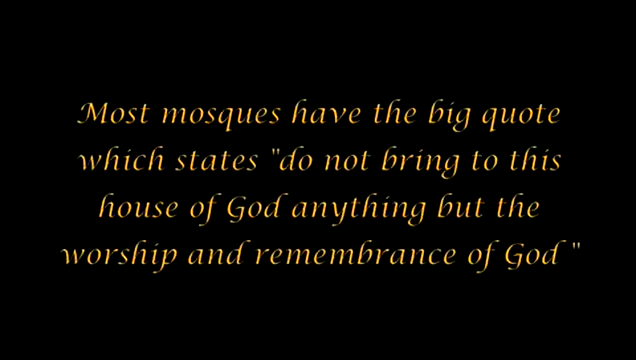 Most mosques have the big quote
which states "do not bring to this
house of God anything but the
worship and remembrance of God "